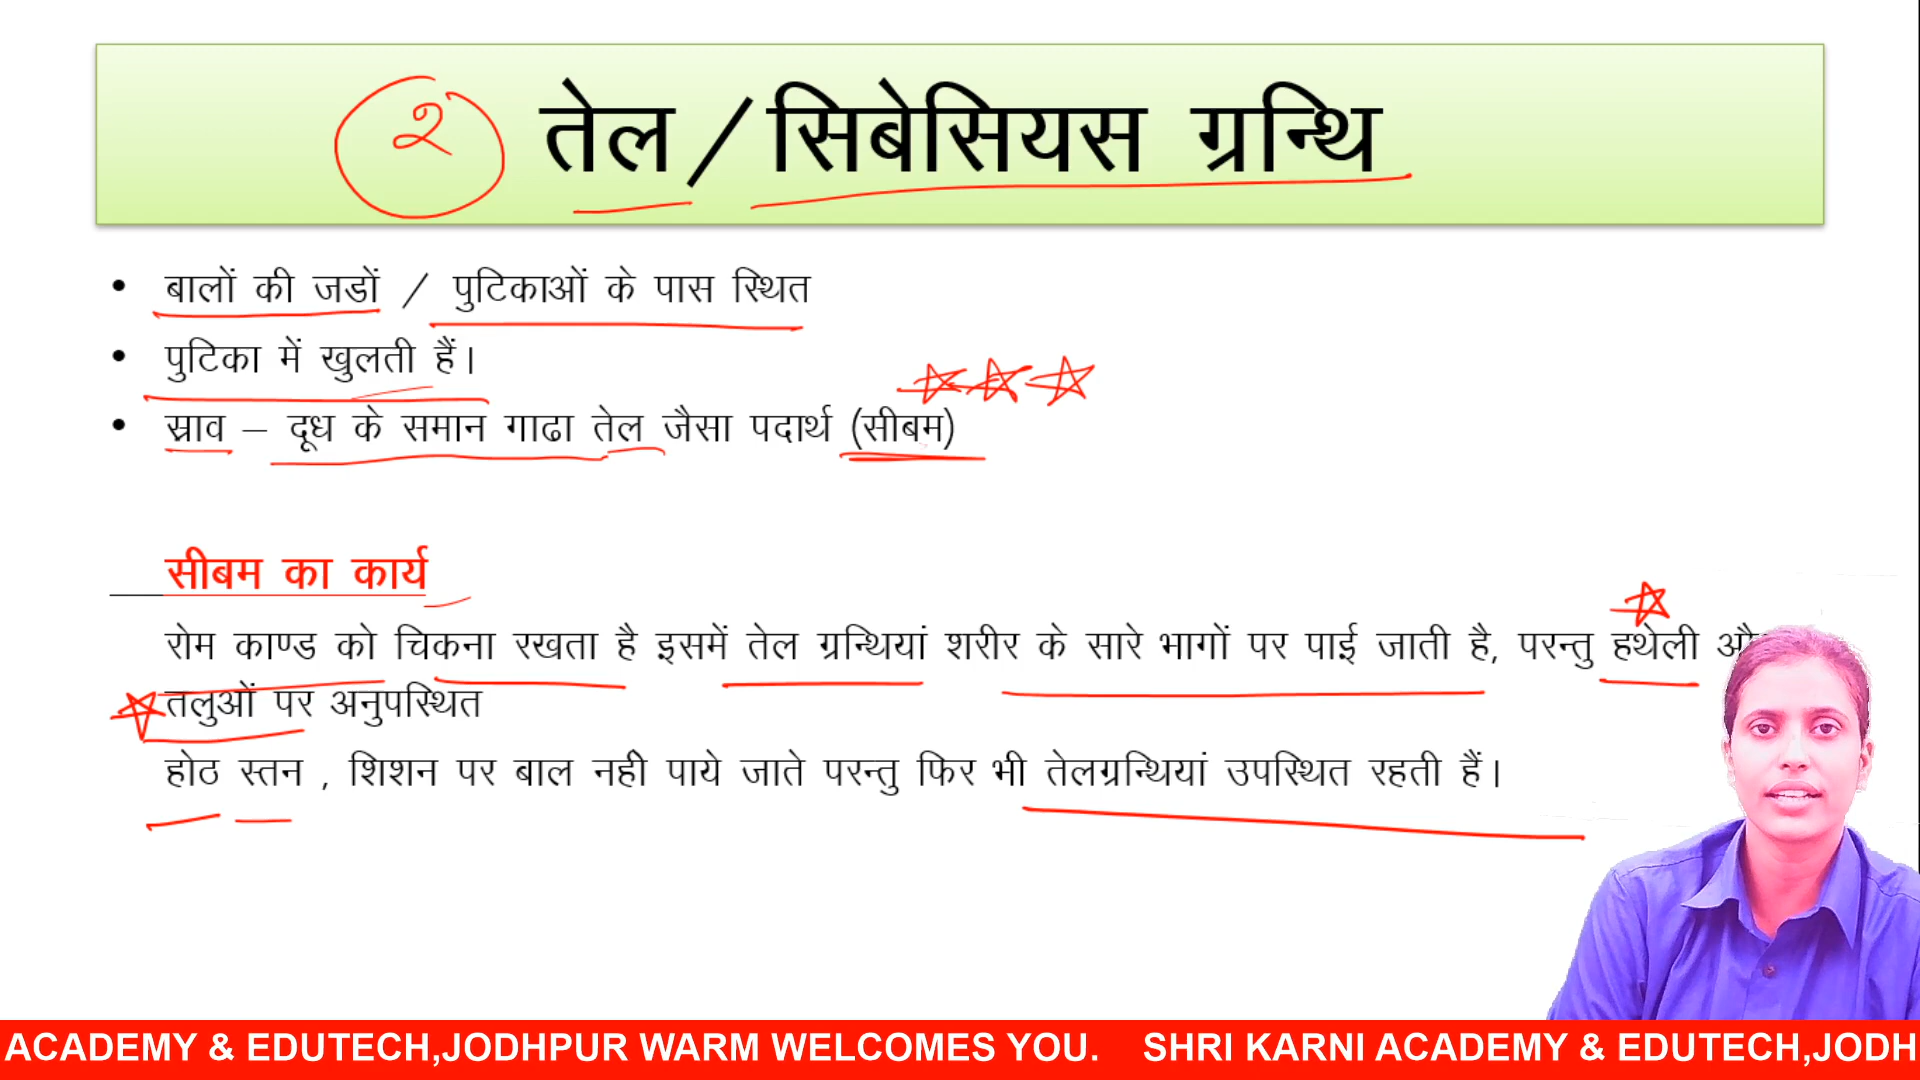 २ तेल/सिबेसियस ग्रन्थि
• बालों की जडों / पुटिकाओं के पास स्थित
• पुटिका में खुलती हैं।
• स्राव – दूध के समान गाढा तेल जैसा पदार्थ (सीबम)
सीबम का कार्य
रोम काण्ड को चिकना रखता है इसमें तेल ग्रन्थियां शरीर के सारे भागों पर पाई जाती है, परन्तु हथेली
तलुओं पर अनुपस्थित
होठ स्तन , शिशन पर बाल नही पाये जाते परन्तु फिर भी तेलग्रन्थियां उपस्थित रहती हैं।
ACADEMY & EDUTECH,JODHPUR WARM WELCOMES YOU. SHRI KARNI ACADEMY & EDUTECH,JODH